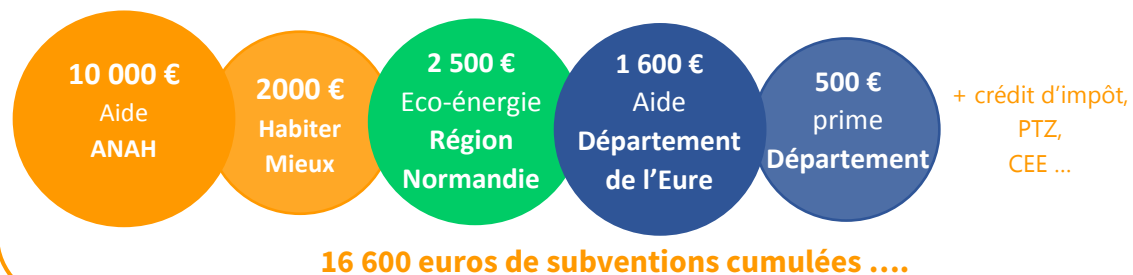 10 000 €
Aide
ANAH
2000 €
Habiter
Mieux
2 500 €
Eco-énergie
Région
Normandie
1 600 €
Aide
Département
de l'Eure
500 €
prime
Département
+ crédit d'impôt,
PTZ,
CEE ...
16 600 euros de subventions cumulées ....